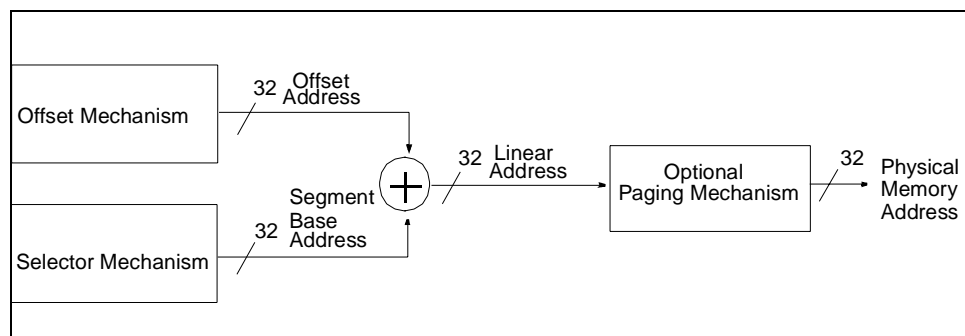 32
Offset
Address
Offset Mechanism
32
Linear
Address
32
Optional
Paging Mechanism
Physical
Memory
Address
Segment
Base
Address
32
Selector Mechanism